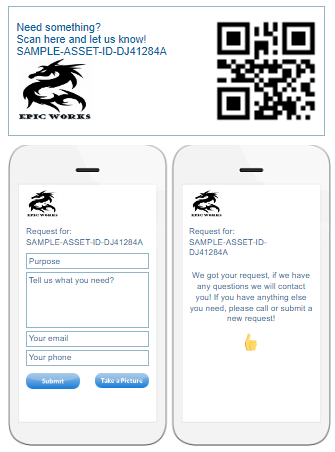 Need something?
Scan here and let us know!
SAMPLE-ASSET-ID-DJ41284A
EPIC WORKS
EPIC WORKS
Request for:
SAMPLE-ASSET-ID-DJ41284A
Purpose
Tell us what you need?
Your email
Your phone
Submit
Take a Picture
EPIC WORKS
Request for:
SAMPLE-ASSET-ID-
DJ41284A
We got your request, if we have
any questions we will contact
you! If you have anything else
you need, please call or submit a
new request!